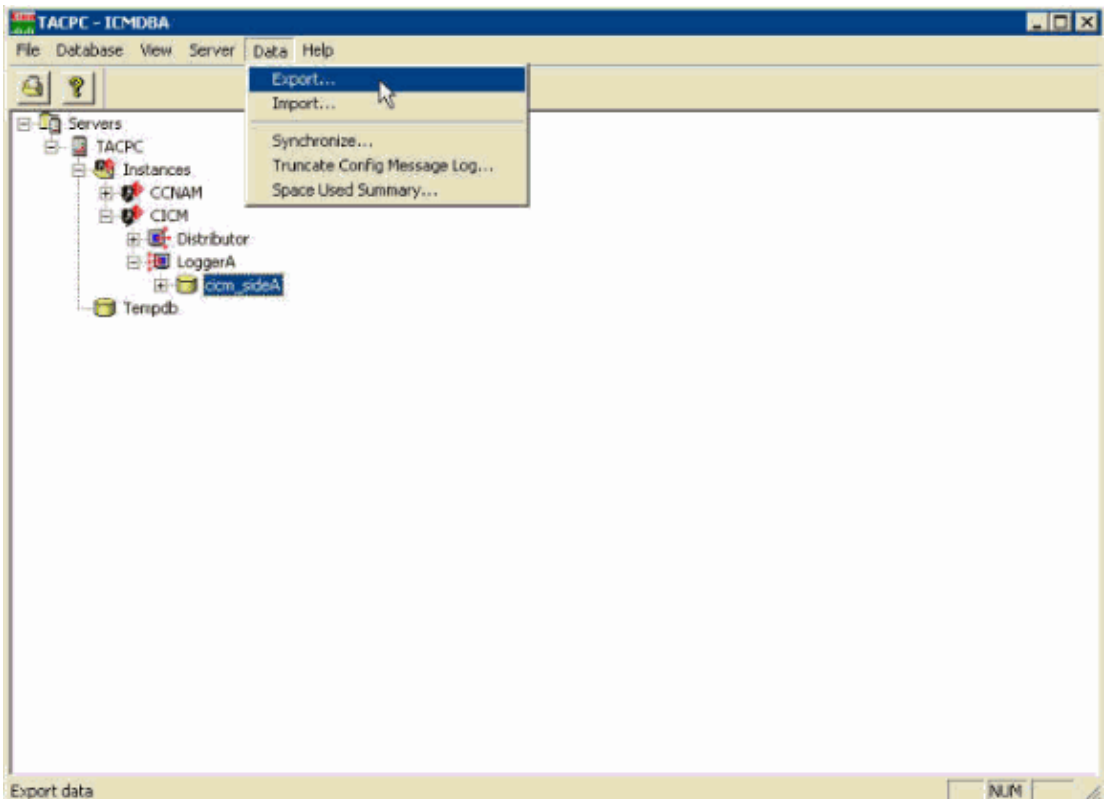 TACPC - ICMDBA
File Database View Server Data Help
Export...
Import...
Synchronize...
Truncate Config Message Log...
Space Used Summary...
Servers
TACPC
Instances
CCNAM
CICM
Distributor
LoggerA
cicm_sideA
Tempdb
Export data
NUM